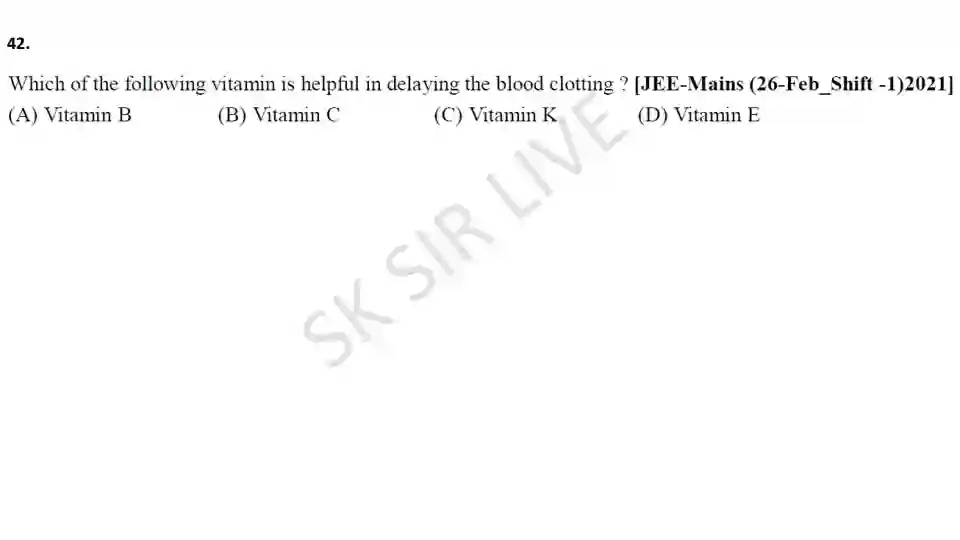 42.
Which of the following vitamin is helpful in delaying the blood clotting ? [JEE-Mains (26-Feb_Shift -1)2021]
(A) Vitamin B (B) Vitamin C (C) Vitamin K (D) Vitamin E
SK SIR LIVE